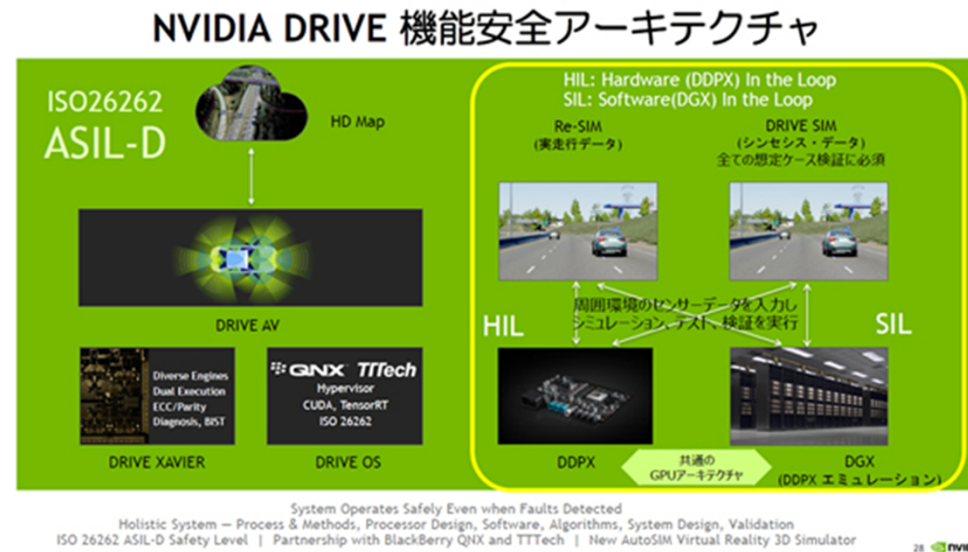 NVIDIA DRIVE 機能安全アーキテクチャ
ISO26262
ASIL-D
HD Map
DRIVE AV
Diverse Engines
Dual Execution
ECC/Parity
Diagnosis, BIST
DRIVE XAVIER
QNX TTTech
Hypervisor
CUDA, TensorRT
ISO 26262
DRIVE OS
HIL: Hardware (DDPX) In the Loop
SIL: Software(DGX) In the Loop
Re-SIM
(実走行データ)
DRIVE SIM
(シンセシス・データ)
全ての想定ケース検証に必須
周囲環境のセンサーデータを入力し
シミュレーション、テスト、検証を実行
HIL
SIL
DDPX
共通の
GPUアーキテクチャ
DGX
(DDPX エミュレーション)
System Operates Safely Even when Faults Detected
Holistic System — Process & Methods, Processor Design, Software, Algorithms, System Design, Validation
ISO 26262 ASIL-D Safety Level | Partnership with BlackBerry QNX and TTTech | New AutoSIM Virtual Reality 3D Simulator
28